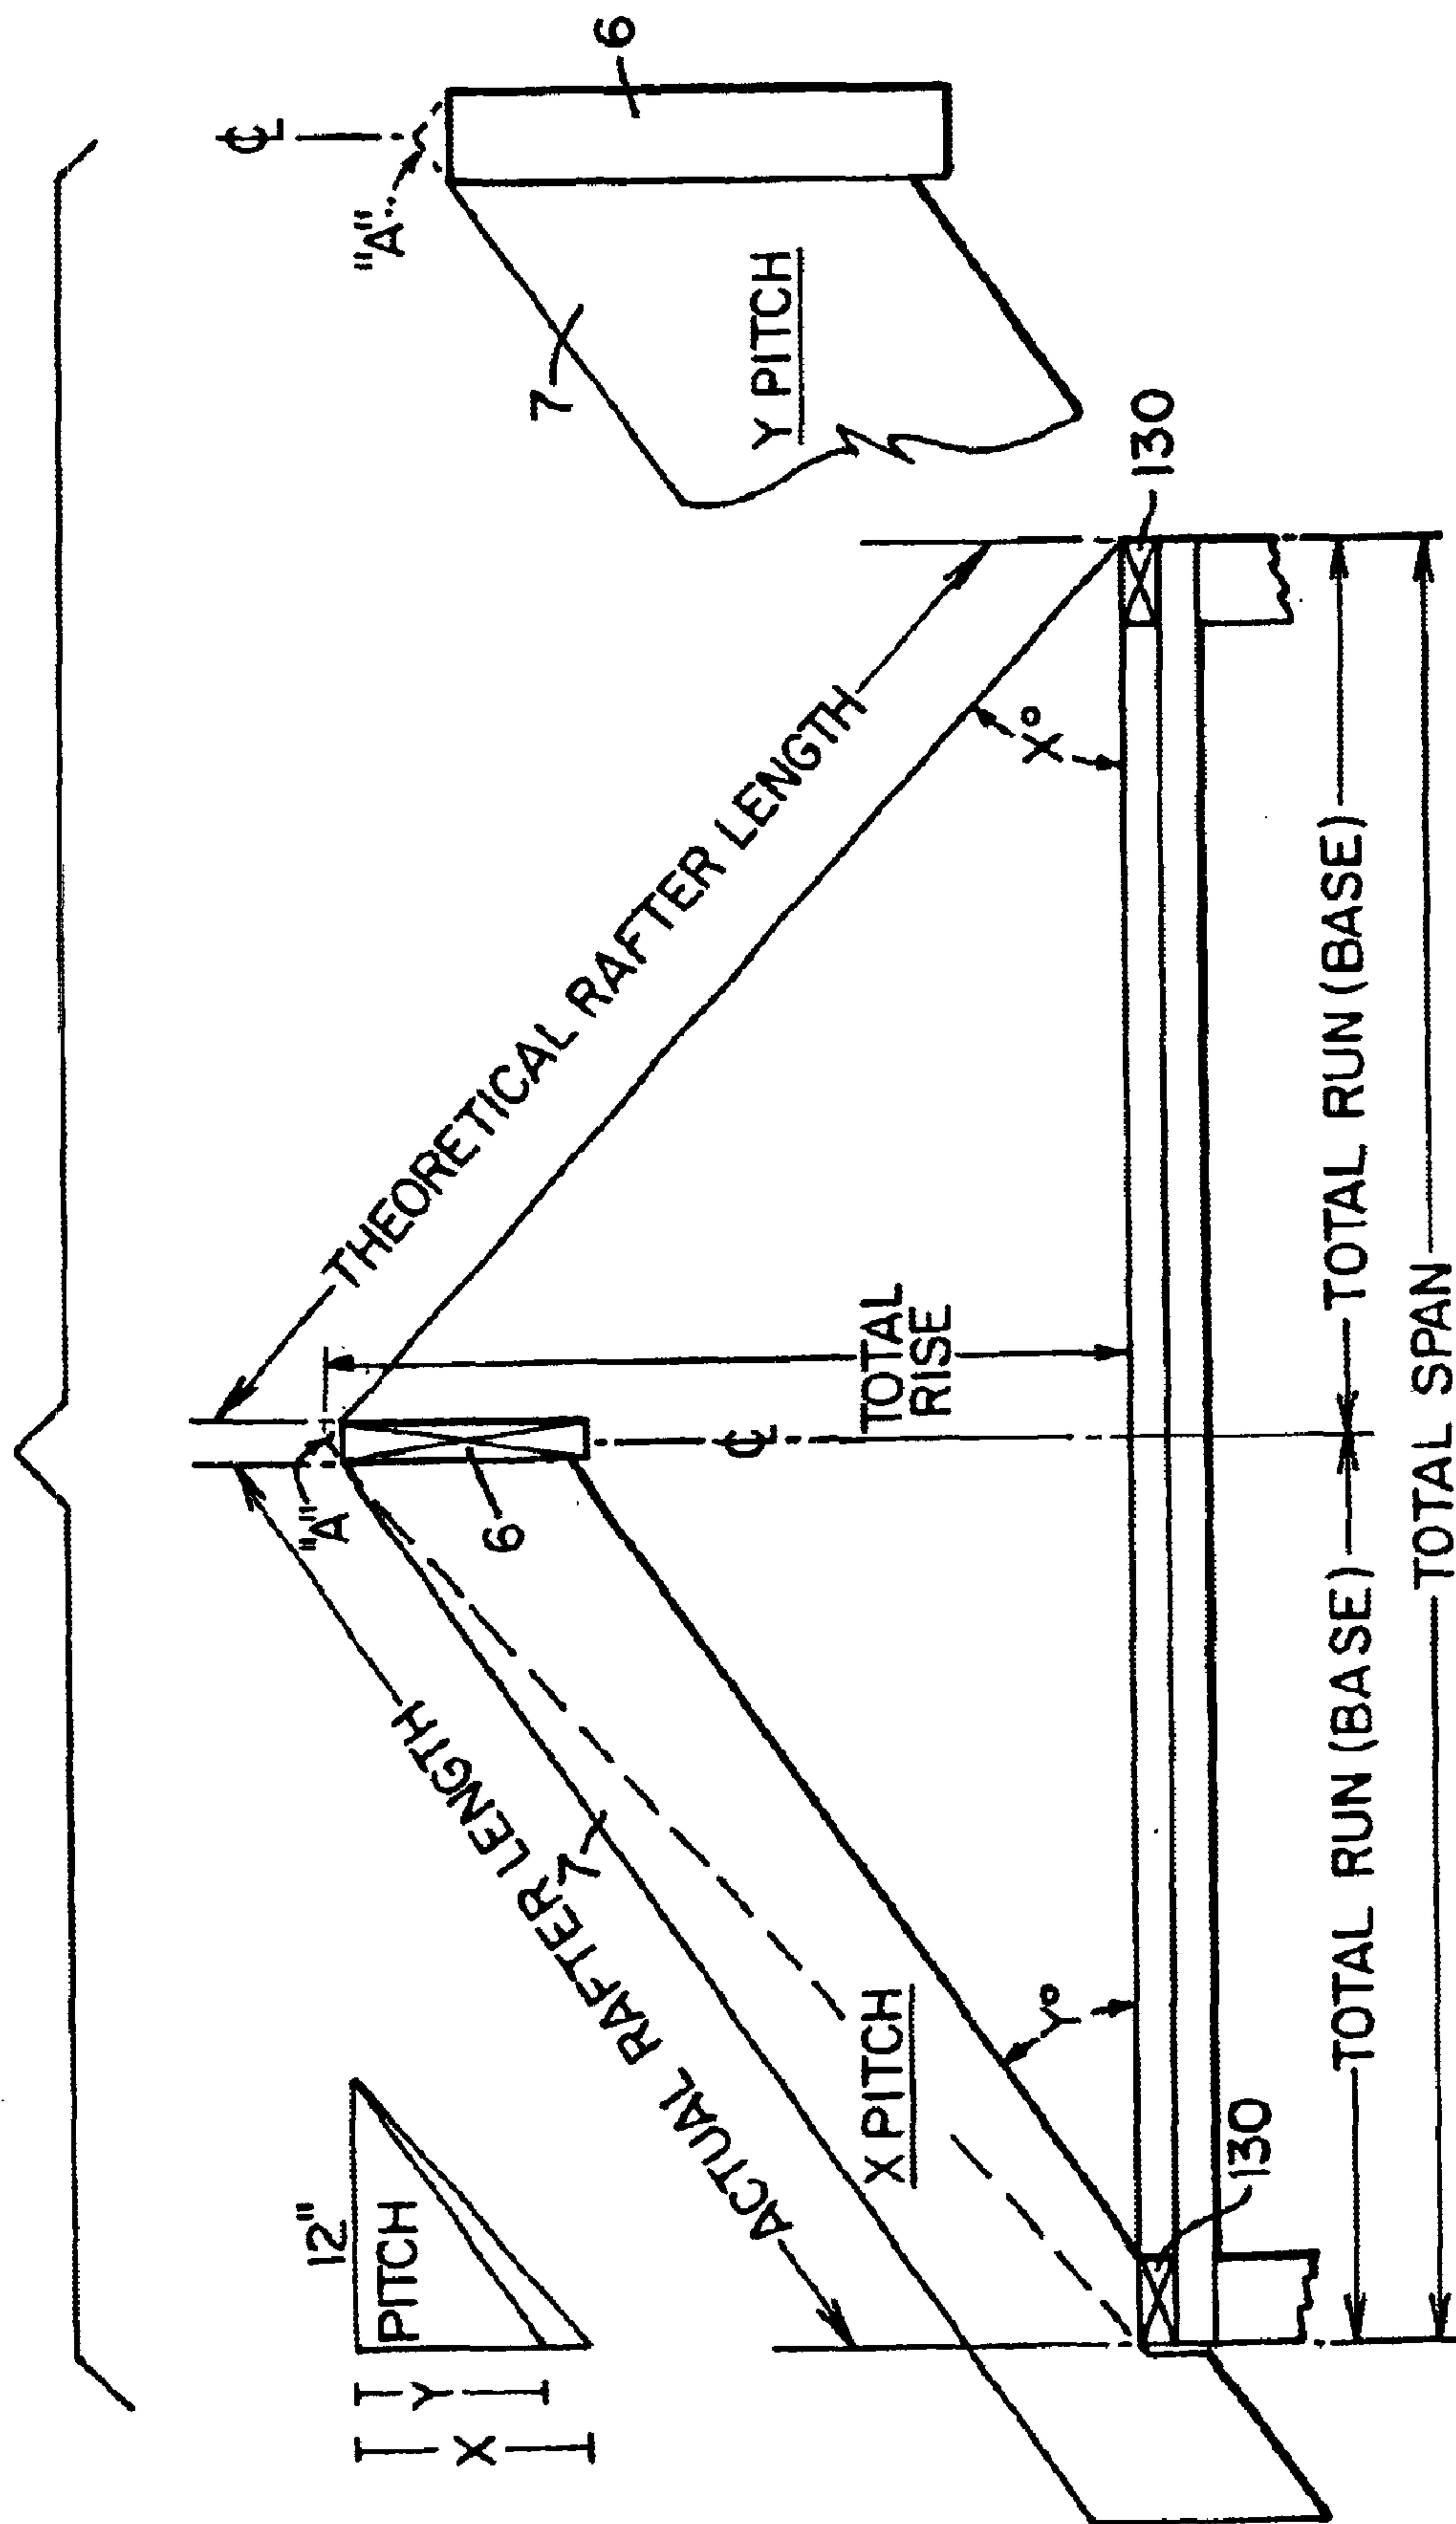 12"
PITCH
Y
X
ACTUAL RAFTER LENGTH
7
"A"
6
THEORETICAL RAFTER LENGTH
℄
TOTAL
RISE
X PITCH
Y°
X°
130
130
TOTAL RUN (BASE)
TOTAL RUN (BASE)
TOTAL SPAN
℄
"A"
6
7
Y PITCH